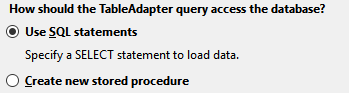 How should the TableAdapter query access the database?
Use SQL statements
Specify a SELECT statement to load data.
Create new stored procedure